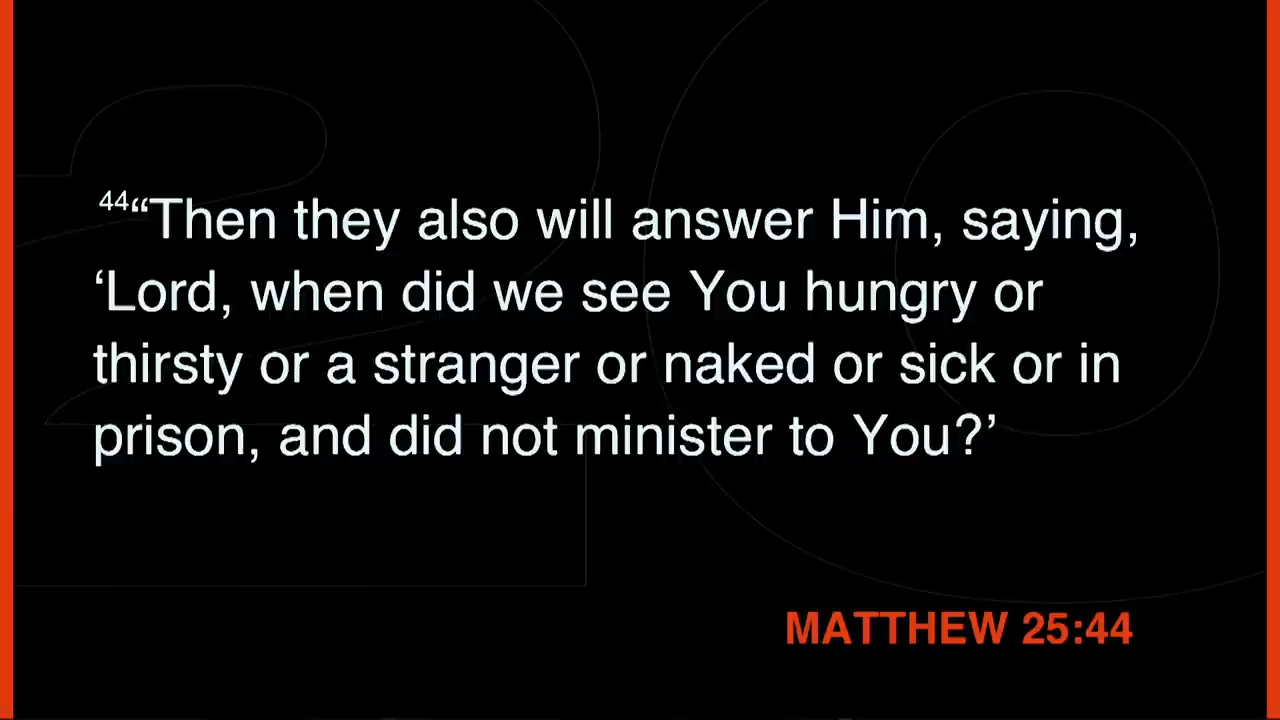 44“Then they also will answer Him, saying,
‘Lord, when did we see You hungry or
thirsty or a stranger or naked or sick or in
prison, and did not minister to You?’
MATTHEW 25:44
20